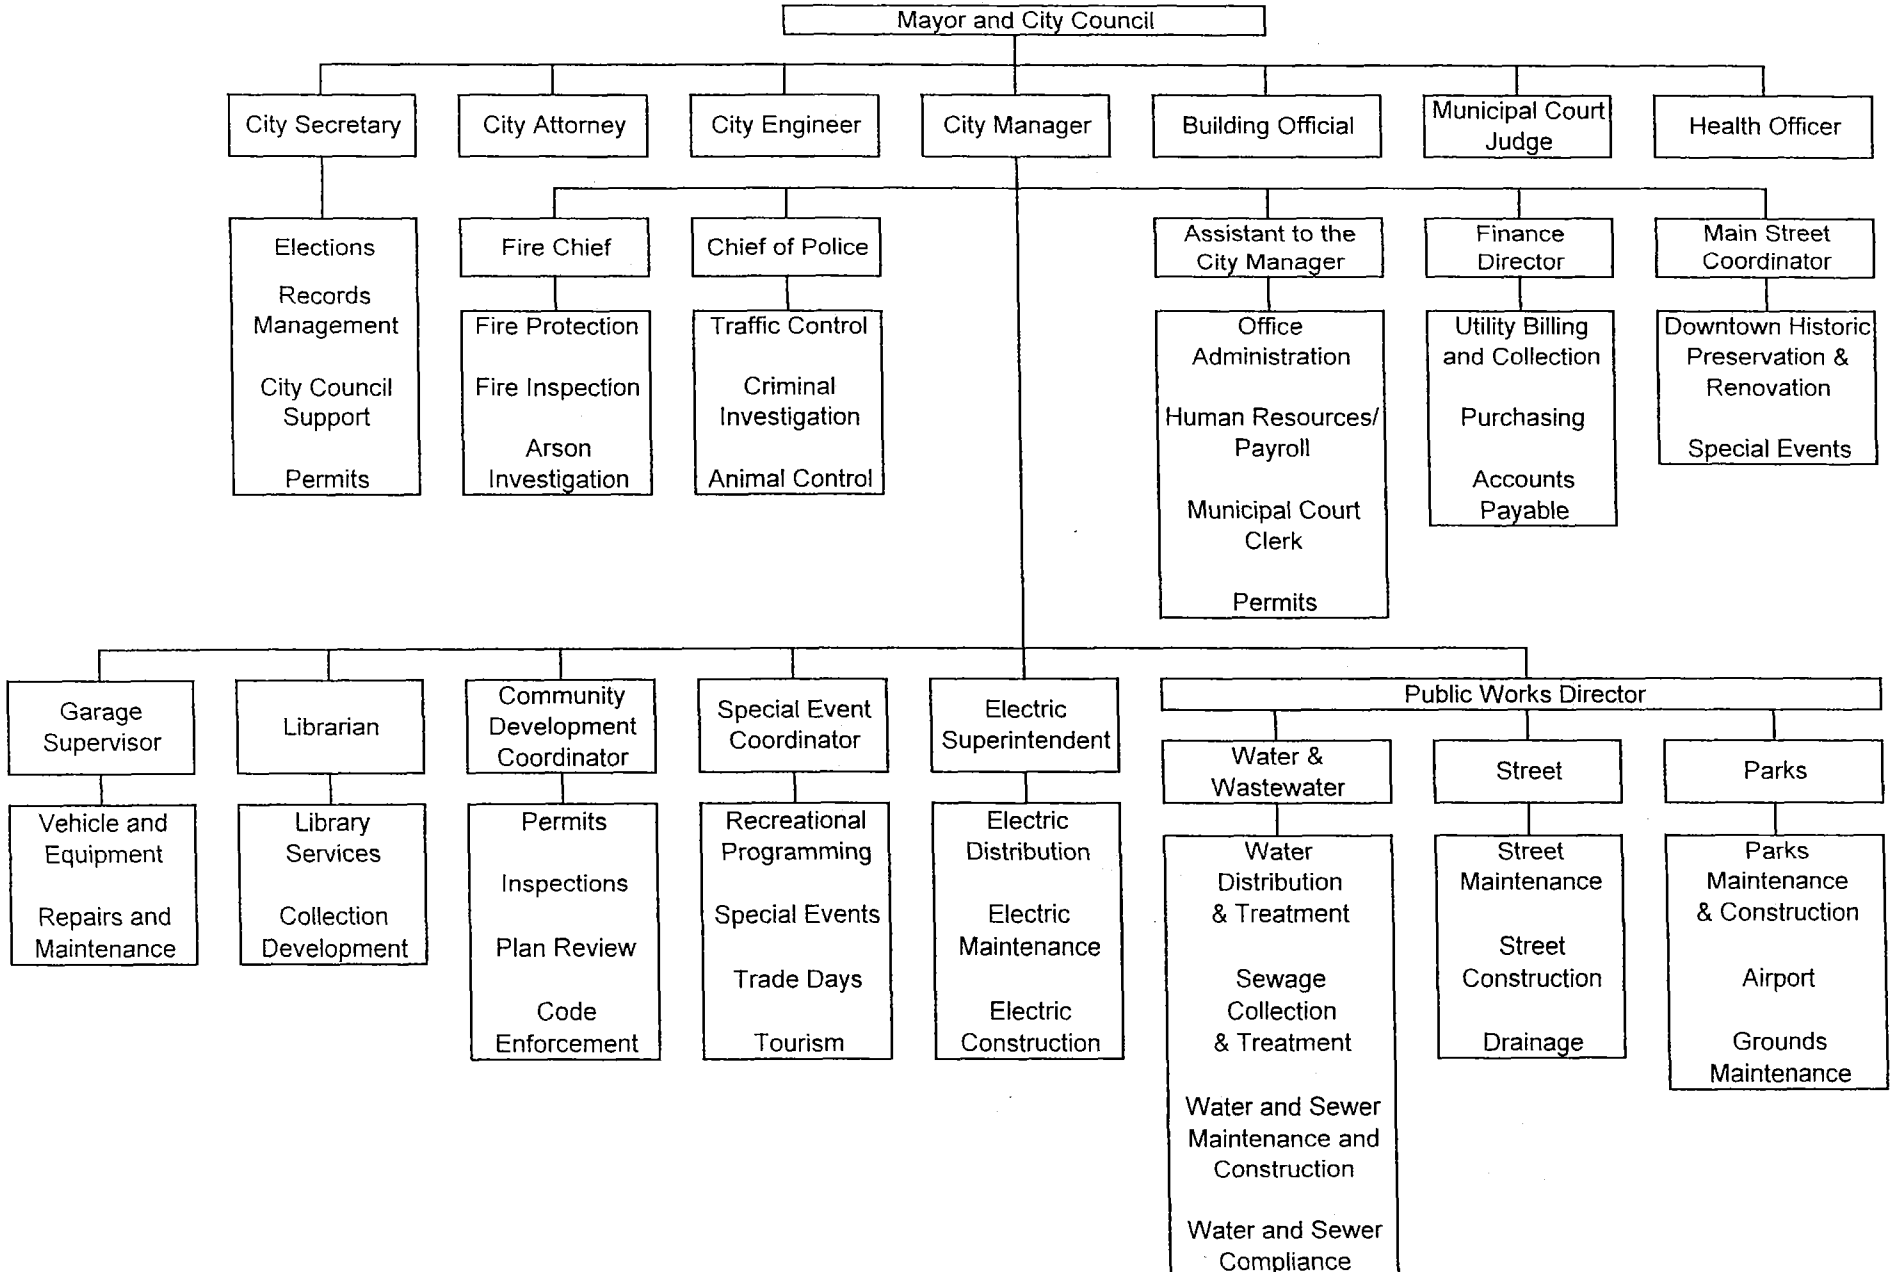 Mayor and City Council
City Secretary
City Attorney
City Engineer
City Manager
Building Official
Municipal Court
Judge
Health Officer
Elections
Records
Management
City Council
Support
Permits
Fire Chief
Fire Protection
Fire Inspection
Arson
Investigation
Chief of Police
Traffic Control
Criminal
Investigation
Animal Control
Assistant to the
City Manager
Office
Administration
Human Resources/
Payroll
Municipal Court
Clerk
Permits
Finance
Director
Utility Billing
and Collection
Purchasing
Accounts
Payable
Main Street
Coordinator
Downtown Historic
Preservation &
Renovation
Special Events
Garage
Supervisor
Vehicle and
Equipment
Repairs and
Maintenance
Librarian
Library
Services
Collection
Development
Community
Development
Coordinator
Permits
Inspections
Plan Review
Code
Enforcement
Special Event
Coordinator
Recreational
Programming
Special Events
Trade Days
Tourism
Electric
Superintendent
Electric
Distribution
Electric
Maintenance
Electric
Construction
Public Works Director
Water &
Wastewater
Water
Distribution
& Treatment
Sewage
Collection
& Treatment
Water and Sewer
Maintenance and
Construction
Water and Sewer
Compliance
Street
Street
Maintenance
Street
Construction
Drainage
Parks
Parks
Maintenance
& Construction
Airport
Grounds
Maintenance